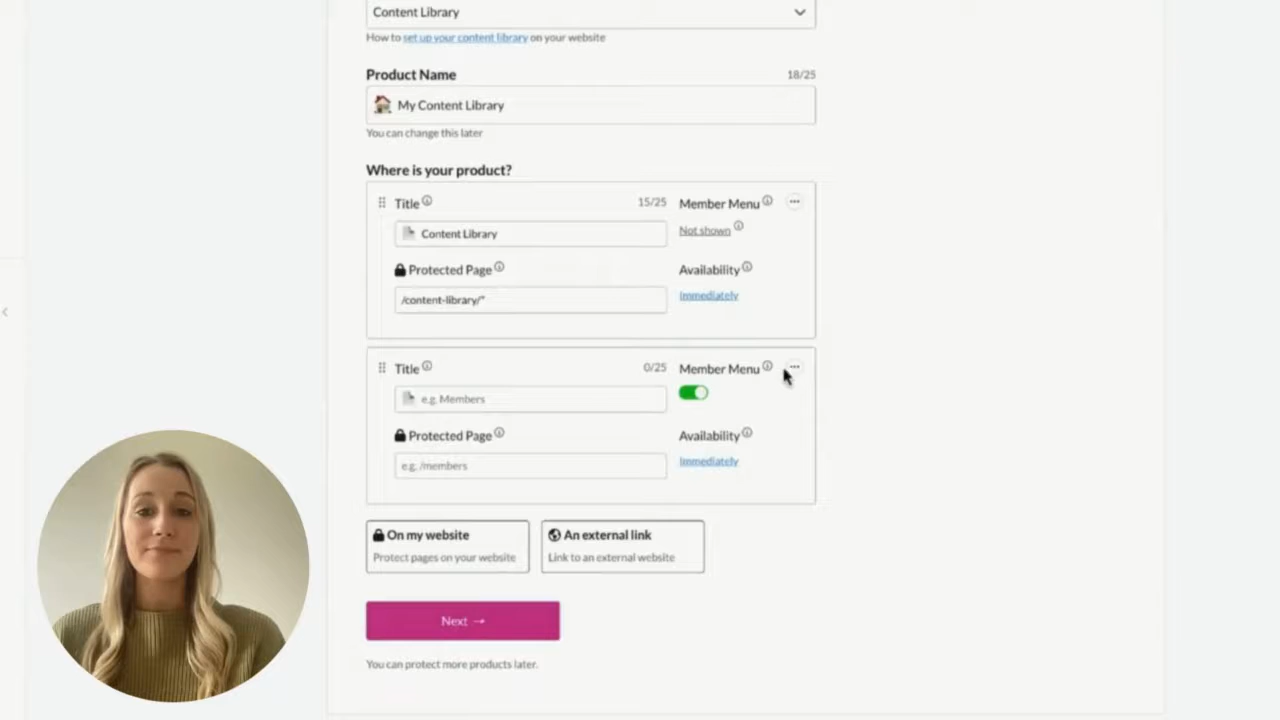 Content Library
How to set up your content library on your website
Product Name 18/25
My Content Library
You can change this later
Where is your product?
Title 15/25 Member Menu
Content Library Not shown
Protected Page Availability
/content-library/* Immediately
Title 0/25 Member Menu
e.g. Members
Protected Page Availability
e.g. /members Immediately
On my website An external link
Protect pages on your website Link to an external website
Next →
You can protect more products later.